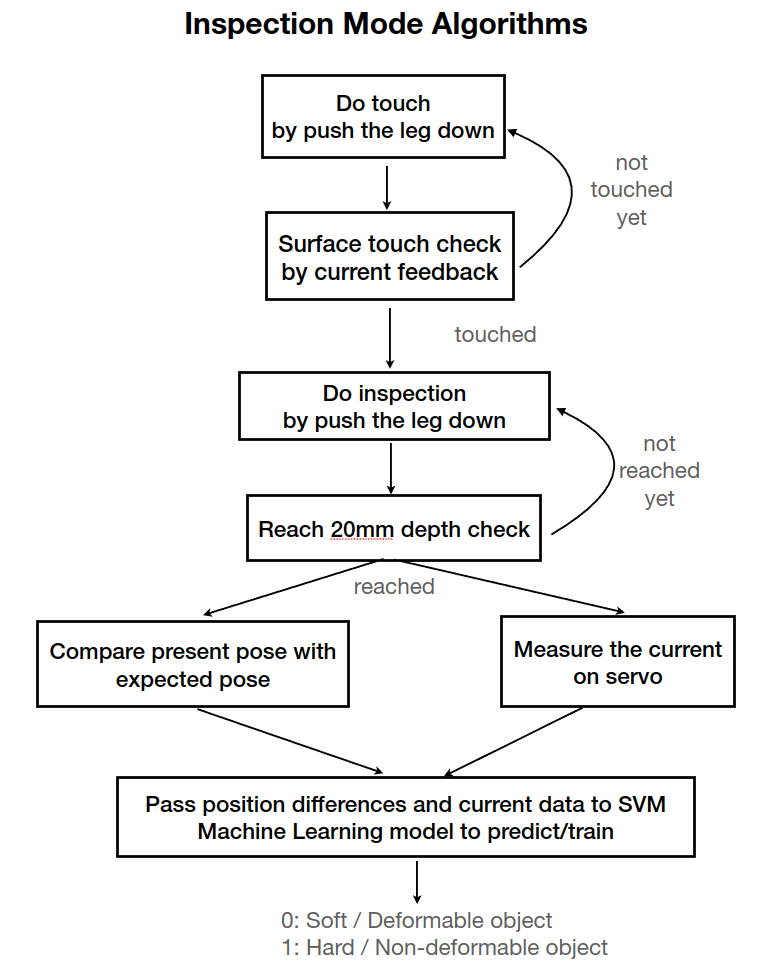 Inspection Mode Algorithms
Do touch
by push the leg down
not
touched
yet
Surface touch check
by current feedback
touched
Do inspection
by push the leg down
not
reached
yet
Reach 20mm depth check
reached
Compare present pose with
expected pose
Measure the current
on servo
Pass position differences and current data to SVM
Machine Learning model to predict/train
0: Soft / Deformable object
1: Hard / Non-deformable object